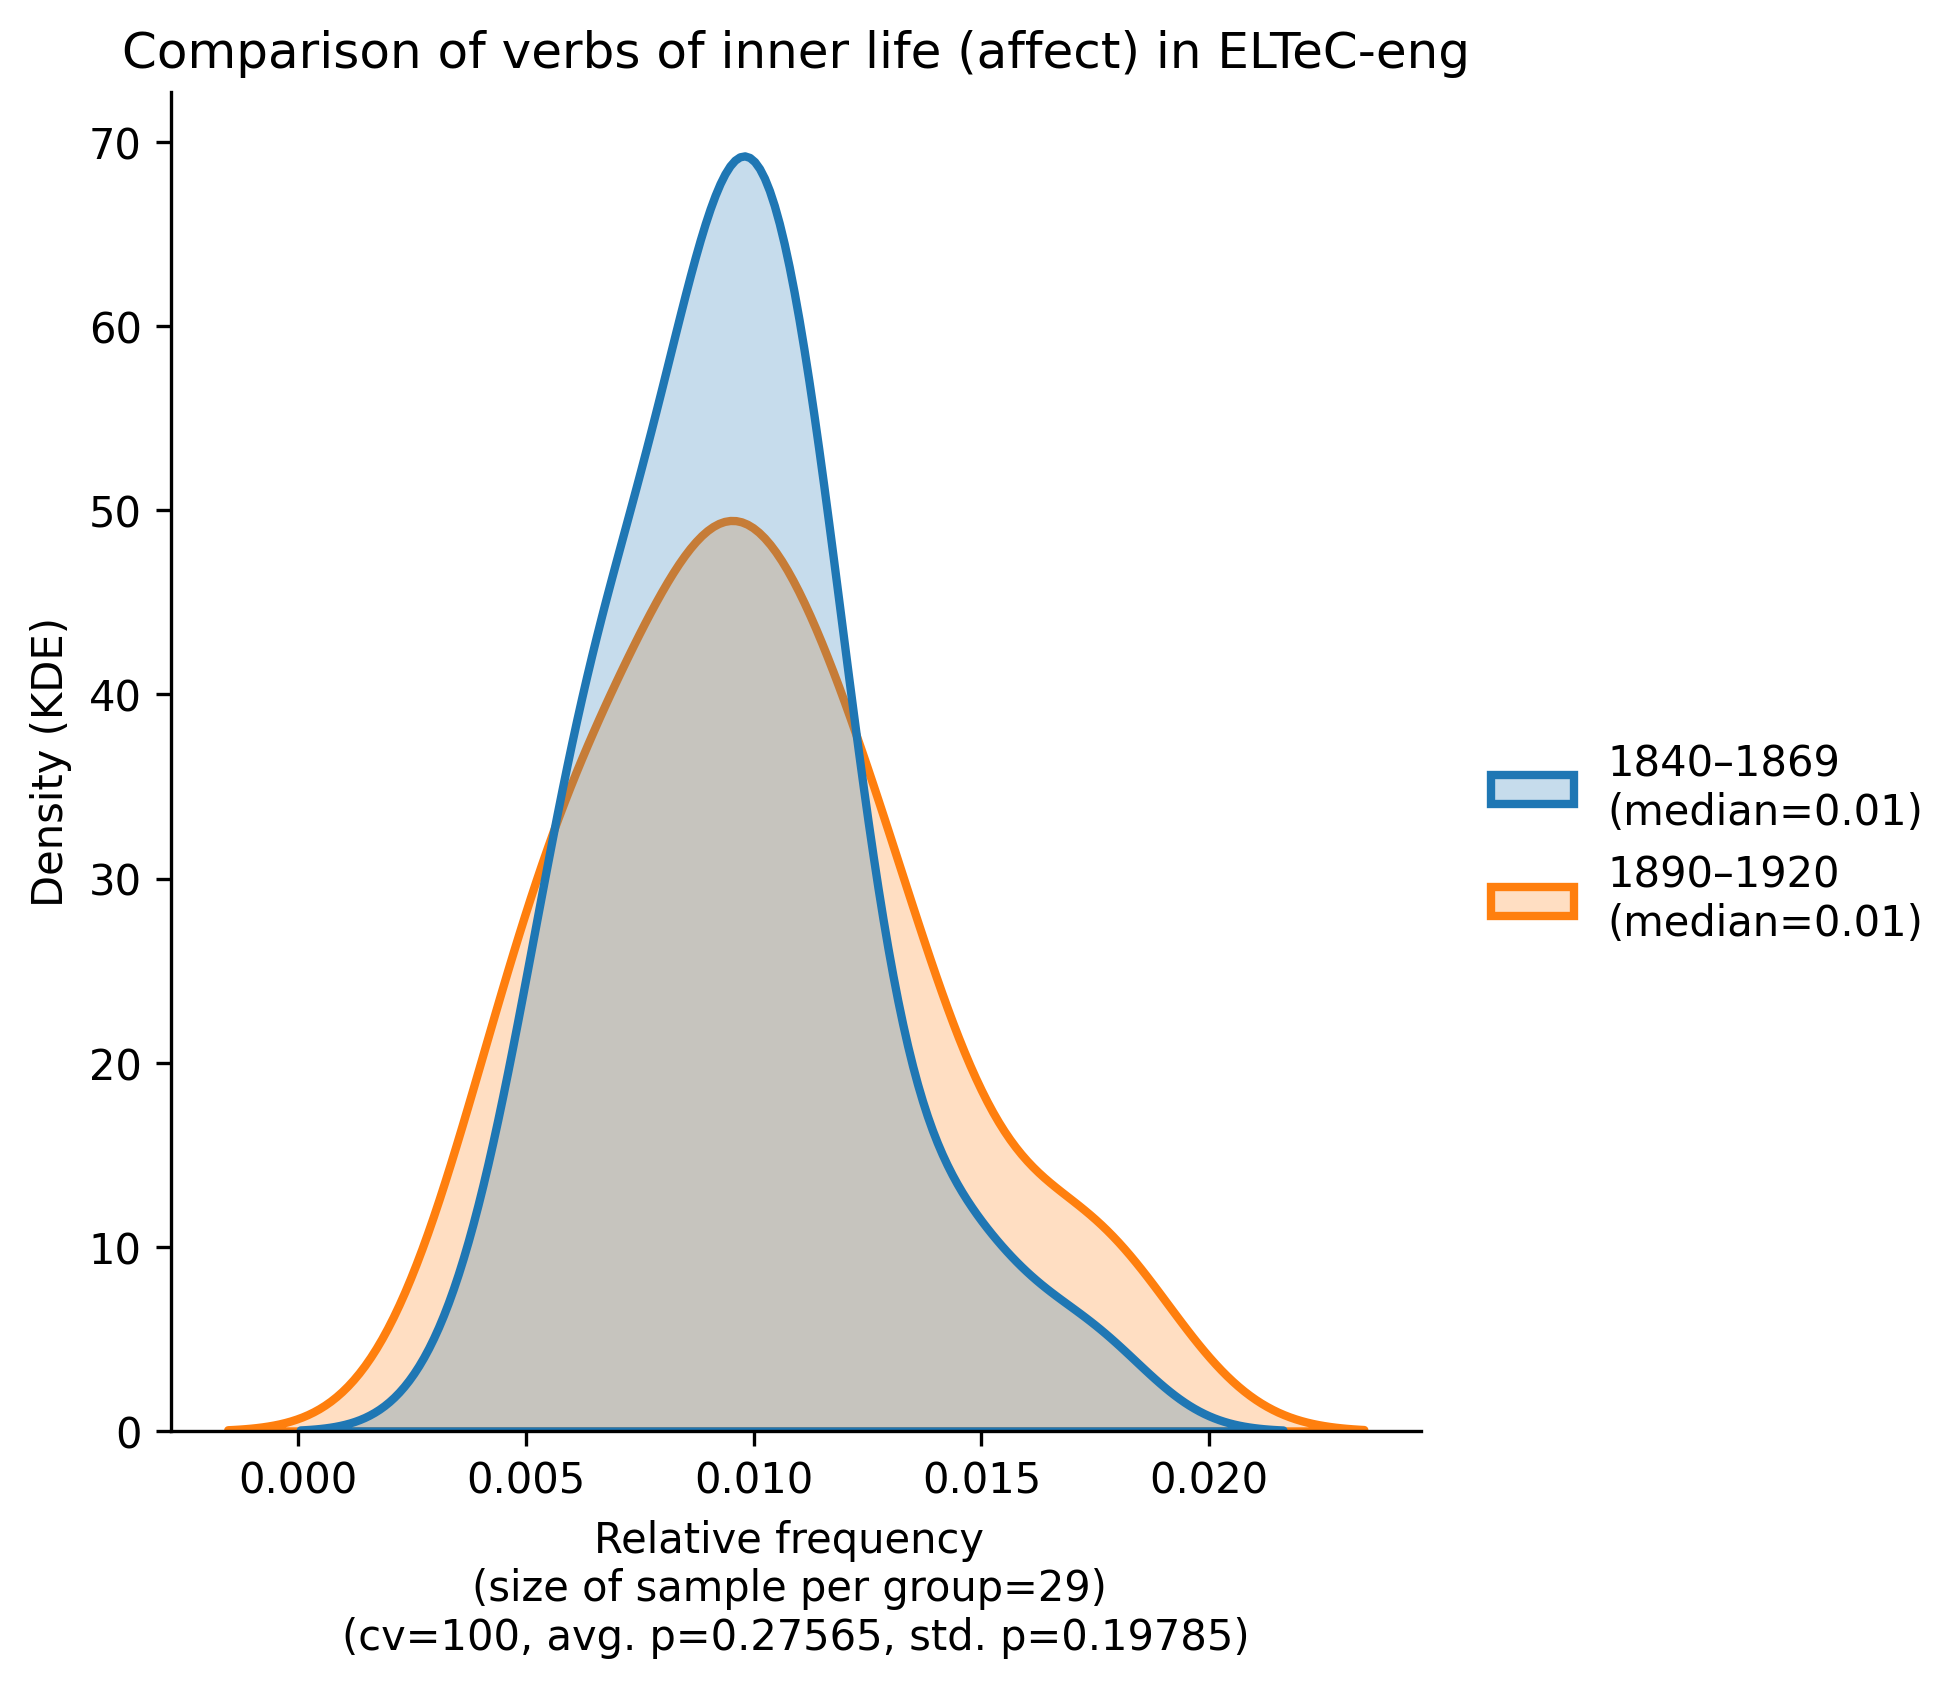 Comparison of verbs of inner life (affect) in ELTeC-eng
70
60
50
40
30
20
10
0
Density (KDE)
0.000 0.005 0.010 0.015 0.020
Relative frequency
(size of sample per group=29)
(cv=100, avg. p=0.27565, std. p=0.19785)
1840–1869
(median=0.01)
1890–1920
(median=0.01)